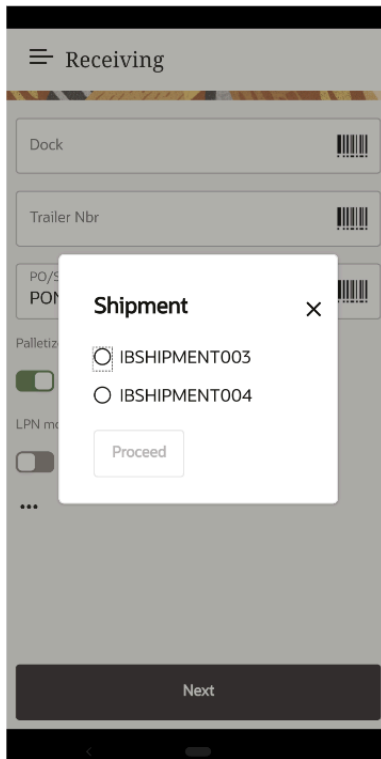 Receiving
Dock
Trailer Nbr
PO/S
PON
Shipment
Palletiz
IBSHIPMENT003
IBSHIPMENT004
LPN mo
Proceed
Next